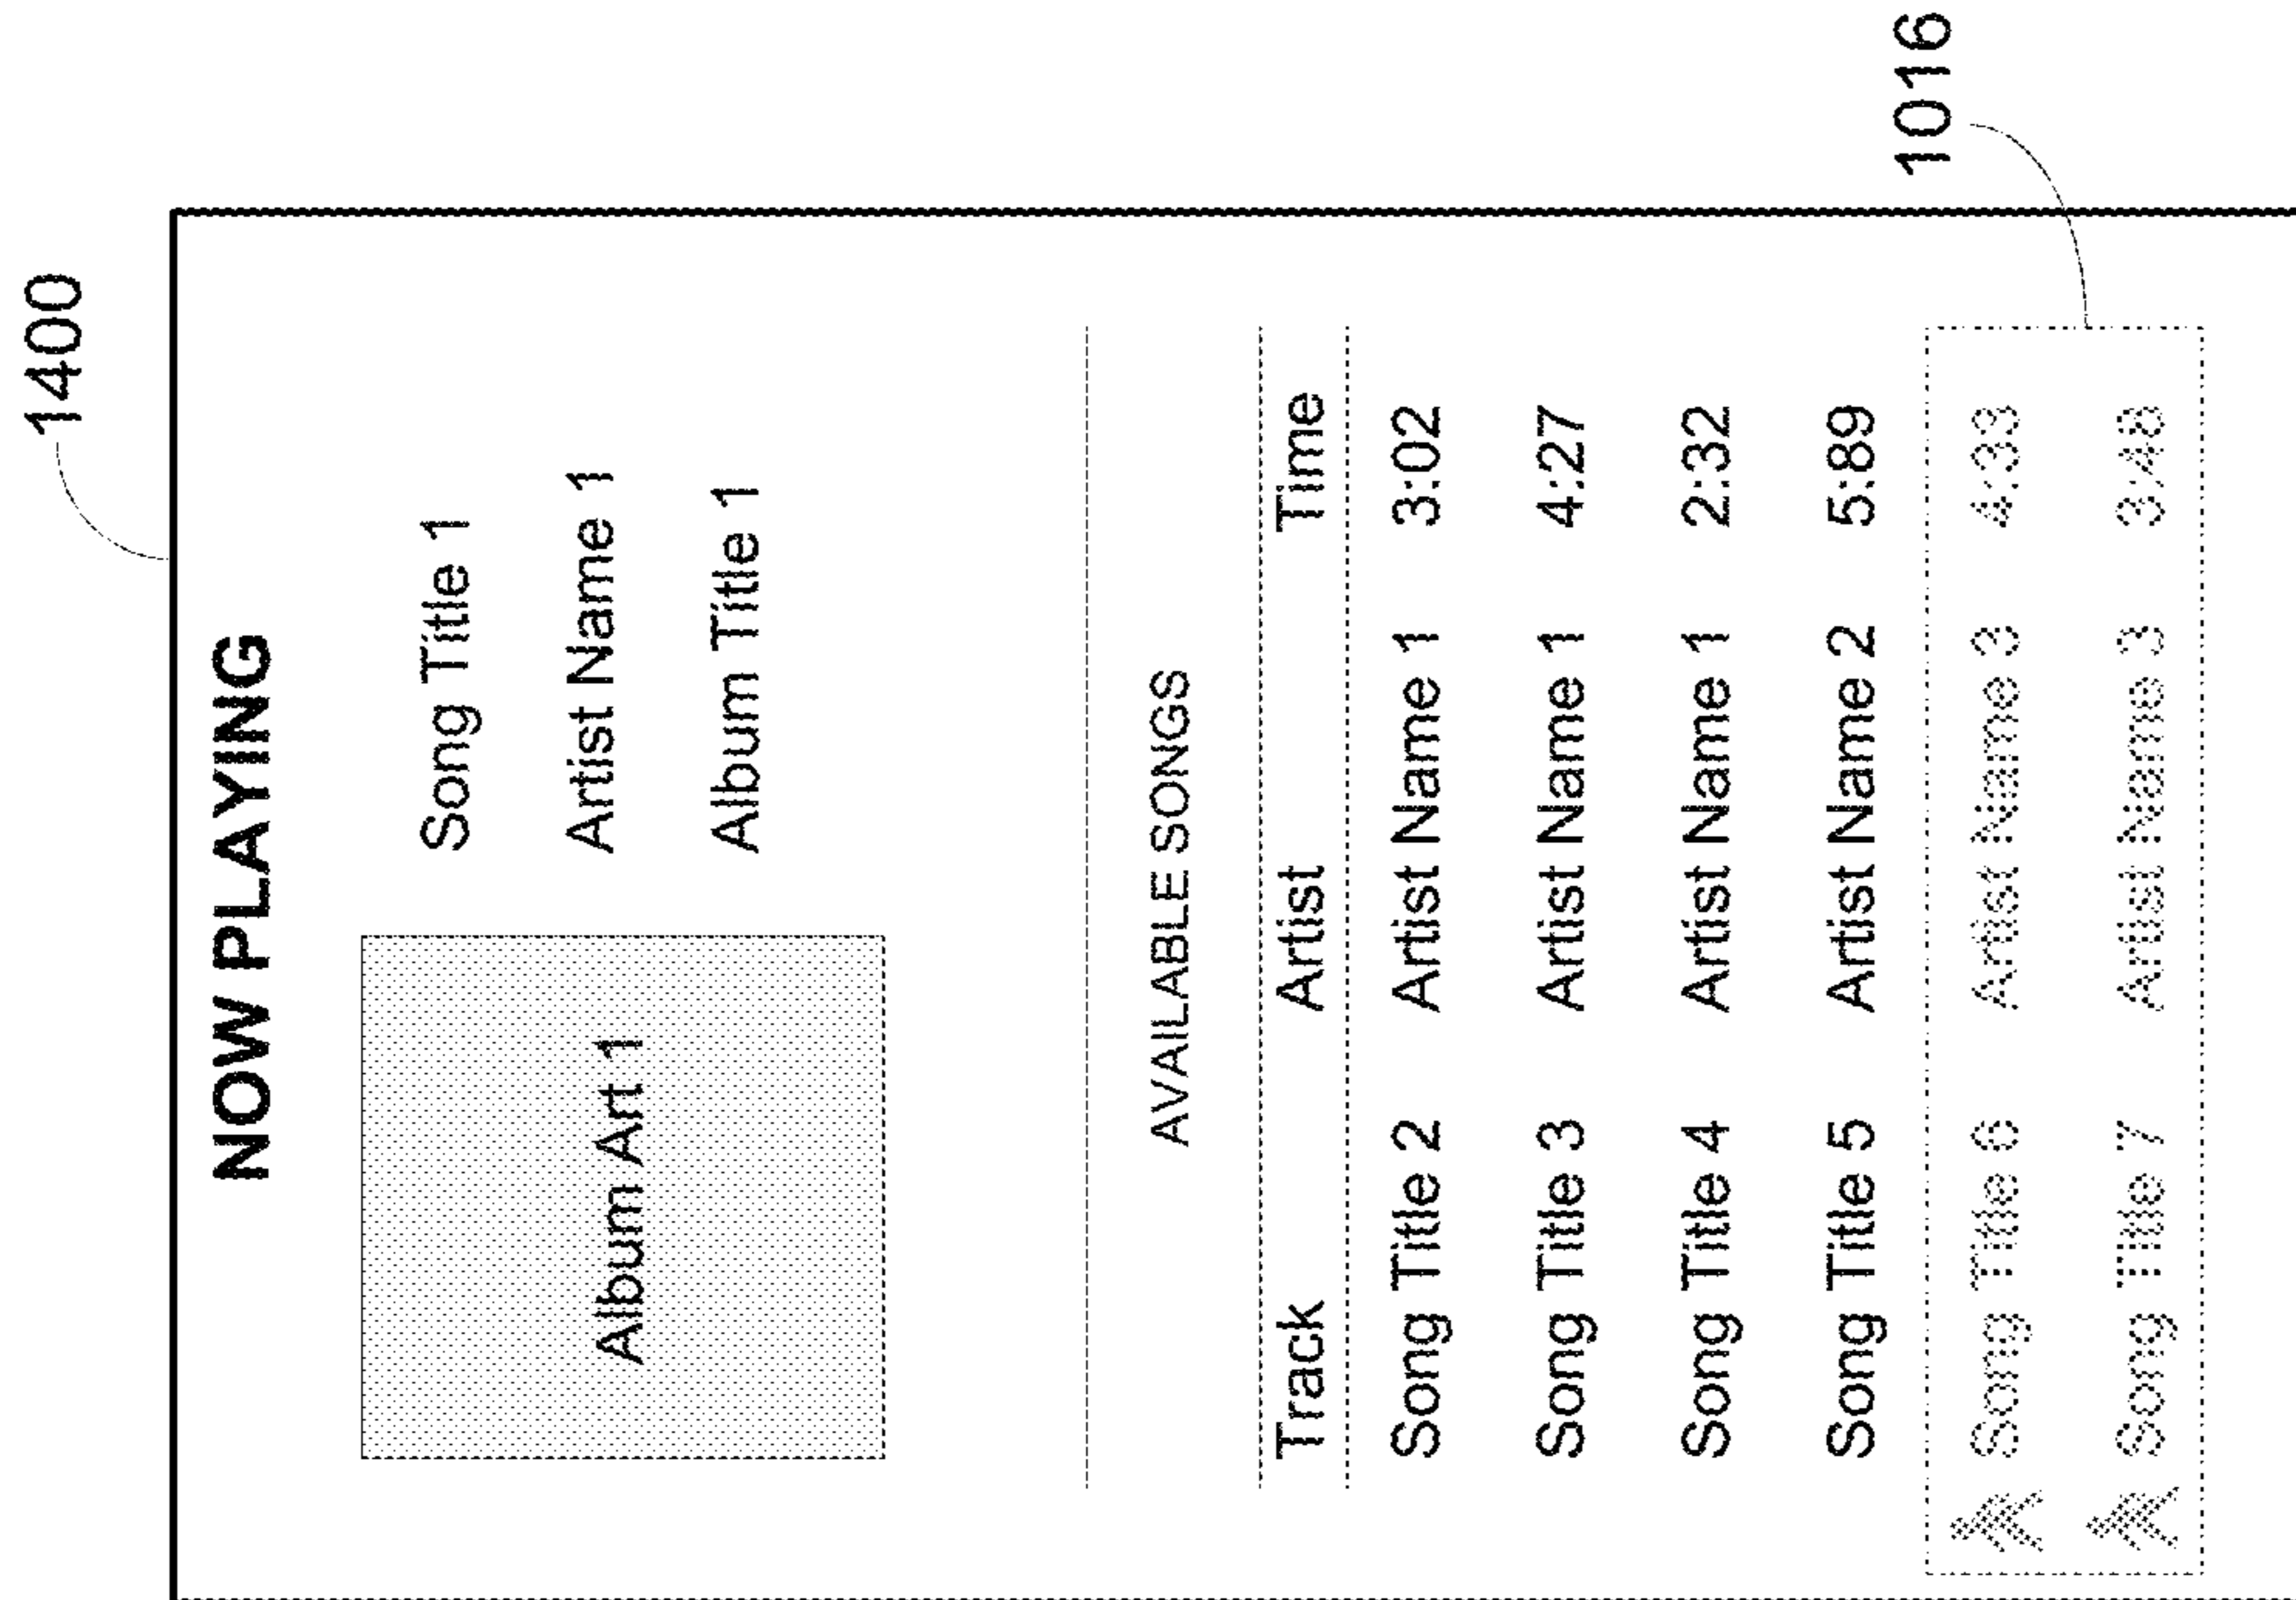 1400
NOW PLAYING
Album Art 1
Song Title 1
Artist Name 1
Album Title 1
AVAILABLE SONGS
Track Artist Time
Song Title 2 Artist Name 1 3:02
Song Title 3 Artist Name 1 4:27
Song Title 4 Artist Name 1 2:32
Song Title 5 Artist Name 2 5:89
Song Title 6 Artist Name 3 4:33
Song Title 7 Artist Name 3 3:48
1016